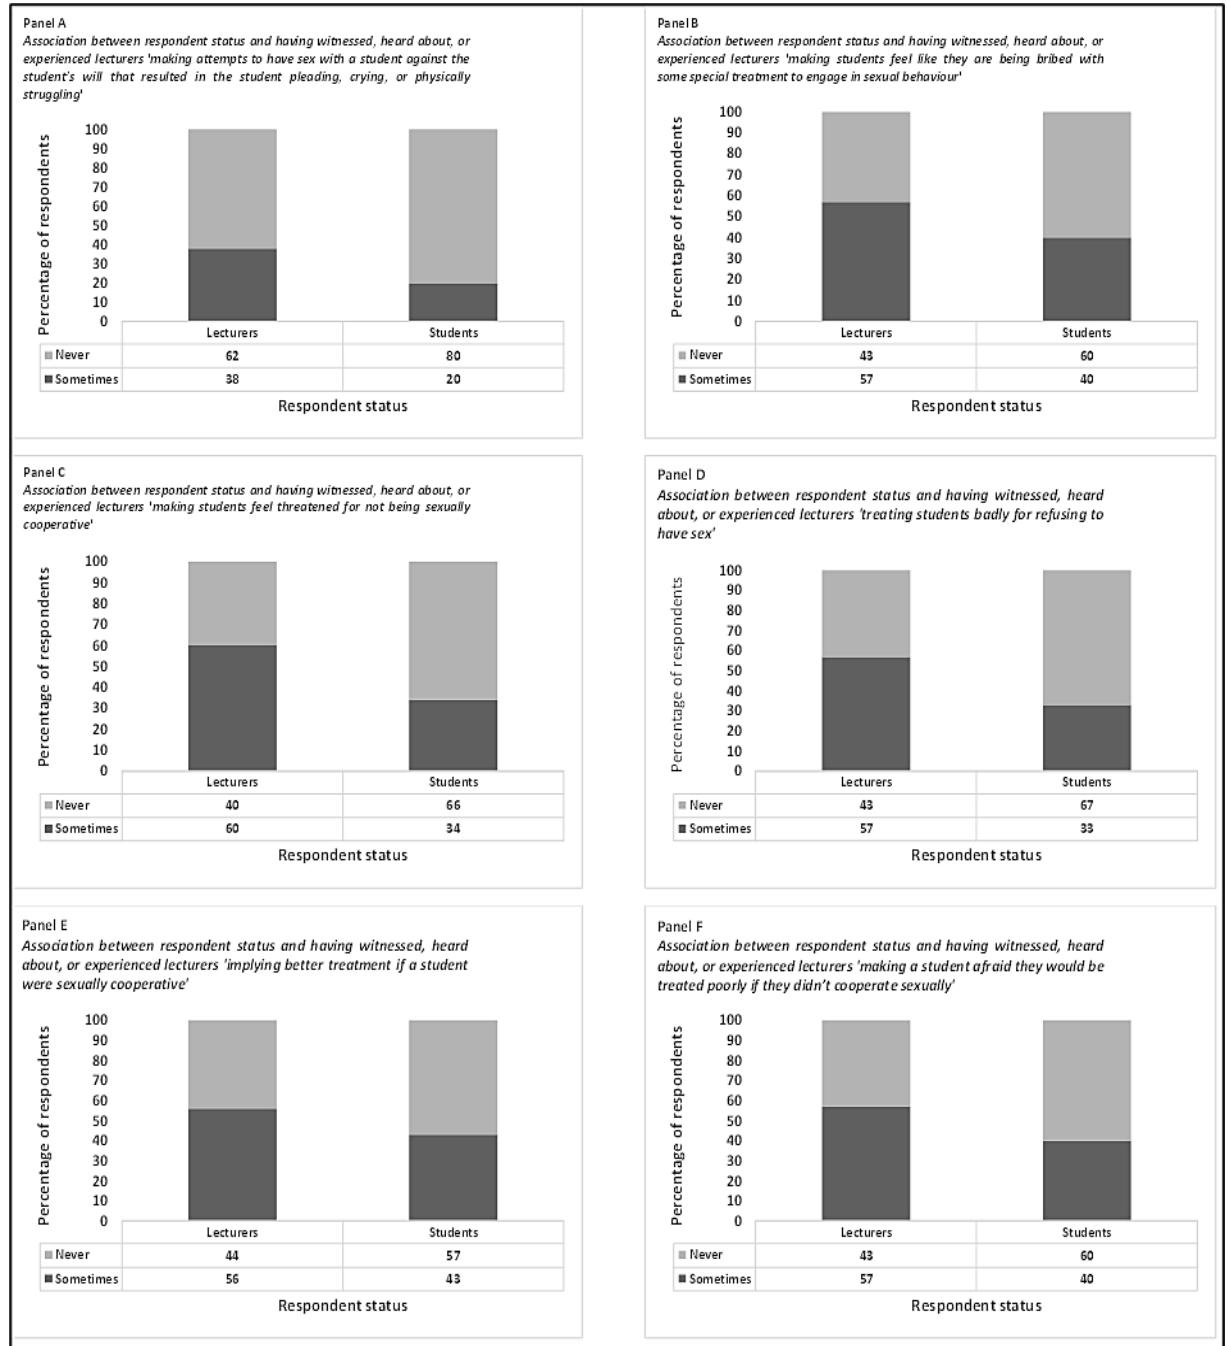 Panel A
Association between respondent status and having witnessed, heard about, or
experienced lecturers 'making attempts to have sex with a student against the
student's will that resulted in the student pleading, crying, or physically
struggling'
Percentage of respondents
100
90
80
70
60
50
40
30
20
10
0
Lecturers Students
Never 62 80
Sometimes 38 20
Respondent status
Panel B
Association between respondent status and having witnessed, heard about, or
experienced lecturers 'making students feel like they are being bribed with
some special treatment to engage in sexual behaviour'
Percentage of respondents
100
90
80
70
60
50
40
30
20
10
0
Lecturers Students
Never 43 60
Sometimes 57 40
Respondent status
Panel C
Association between respondent status and having witnessed, heard about, or
experienced lecturers 'making students feel threatened for not being sexually
cooperative'
Percentage of respondents
100
90
80
70
60
50
40
30
20
10
0
Lecturers Students
Never 40 66
Sometimes 60 34
Respondent status
Panel D
Association between respondent status and having witnessed, heard
about, or experienced lecturers 'treating students badly for refusing to
have sex'
Percentage of respondents
100
90
80
70
60
50
40
30
20
10
0
Lecturers Students
Never 43 67
Sometimes 57 33
Respondent status
Panel E
Association between respondent status and having witnessed, heard
about, or experienced lecturers 'implying better treatment if a student
were sexually cooperative'
Percentage of respondents
100
90
80
70
60
50
40
30
20
10
0
Lecturers Students
Never 44 57
Sometimes 56 43
Respondent status
Panel F
Association between respondent status and having witnessed, heard
about, or experienced lecturers 'making a student afraid they would be
treated poorly if they didn't cooperate sexually'
Percentage of respondents
100
90
80
70
60
50
40
30
20
10
0
Lecturers Students
Never 43 60
Sometimes 57 40
Respondent status